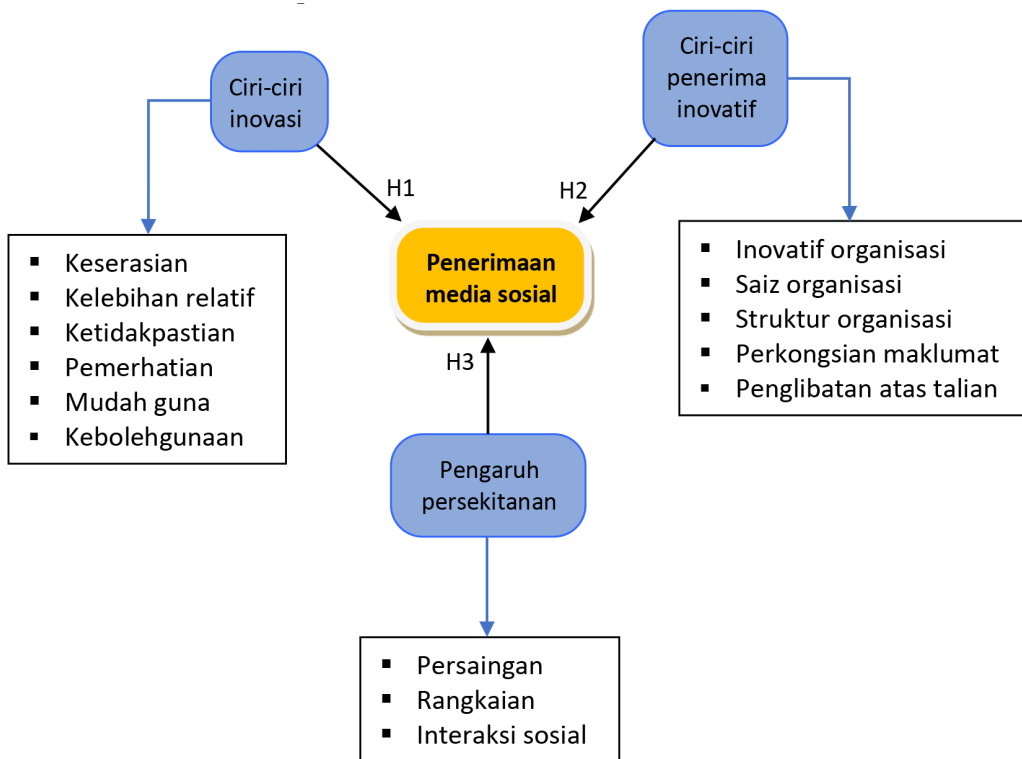 Ciri-ciri
inovasi
Ciri-ciri
penerima
inovatif
H1
H2
Penerimaan
media sosial
▪ Keserasian
▪ Kelebihan relatif
▪ Ketidakpastian
▪ Pemerhatian
▪ Mudah guna
▪ Kebolehgunaan
▪ Inovatif organisasi
▪ Saiz organisasi
▪ Struktur organisasi
▪ Perkongsian maklumat
▪ Penglibatan atas talian
H3
Pengaruh
persekitanan
▪ Persaingan
▪ Rangkaian
▪ Interaksi sosial